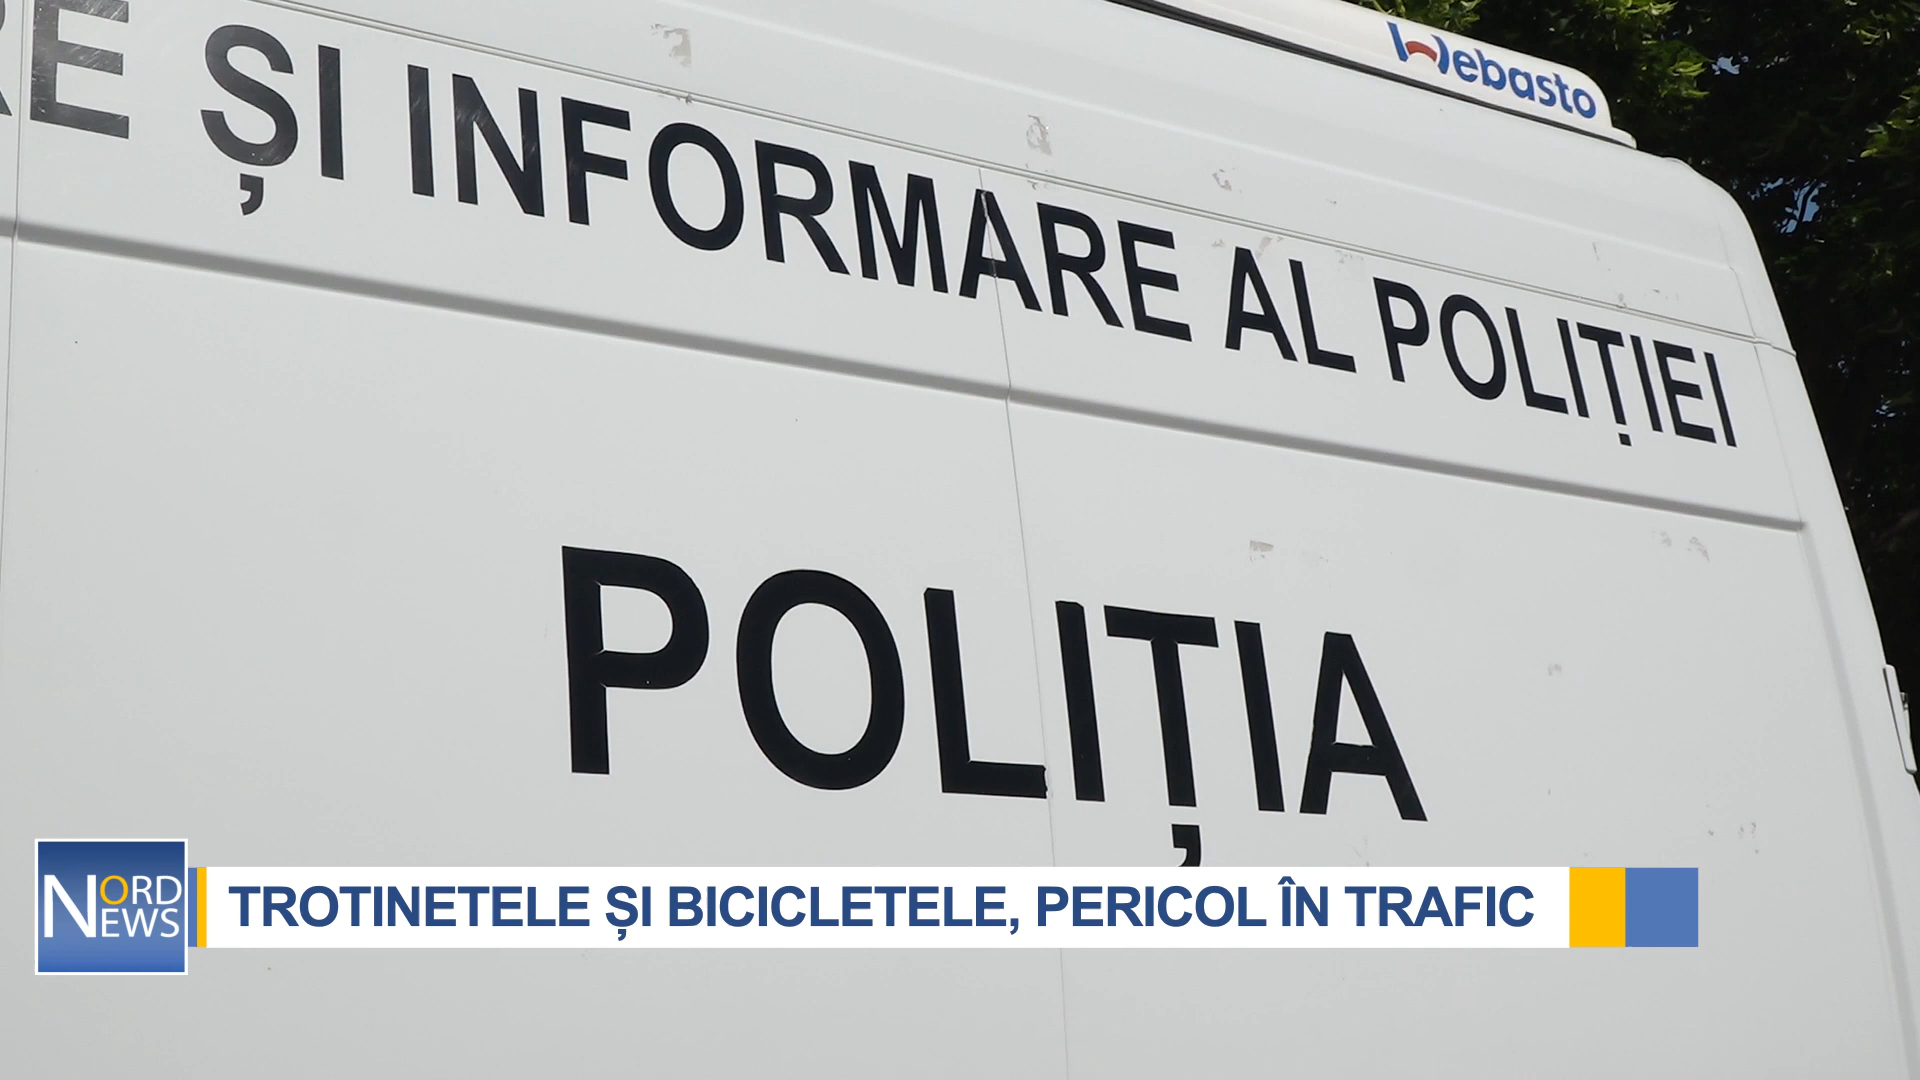 Webasto
RE ȘI INFORMARE AL POLIȚIEI
POLIȚIA
NORD NEWS
TROTINETELE ȘI BICICLETELE, PERICOL ÎN TRAFIC